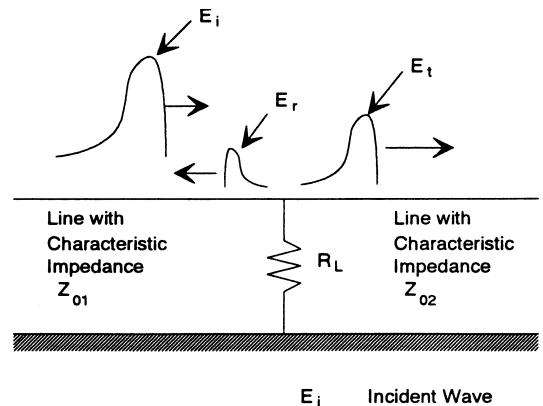 E i
E t
E r
Line with
Characteristic
Impedance
Z 01
R L
Line with
Characteristic
Impedance
Z 02
E i Incident Wave